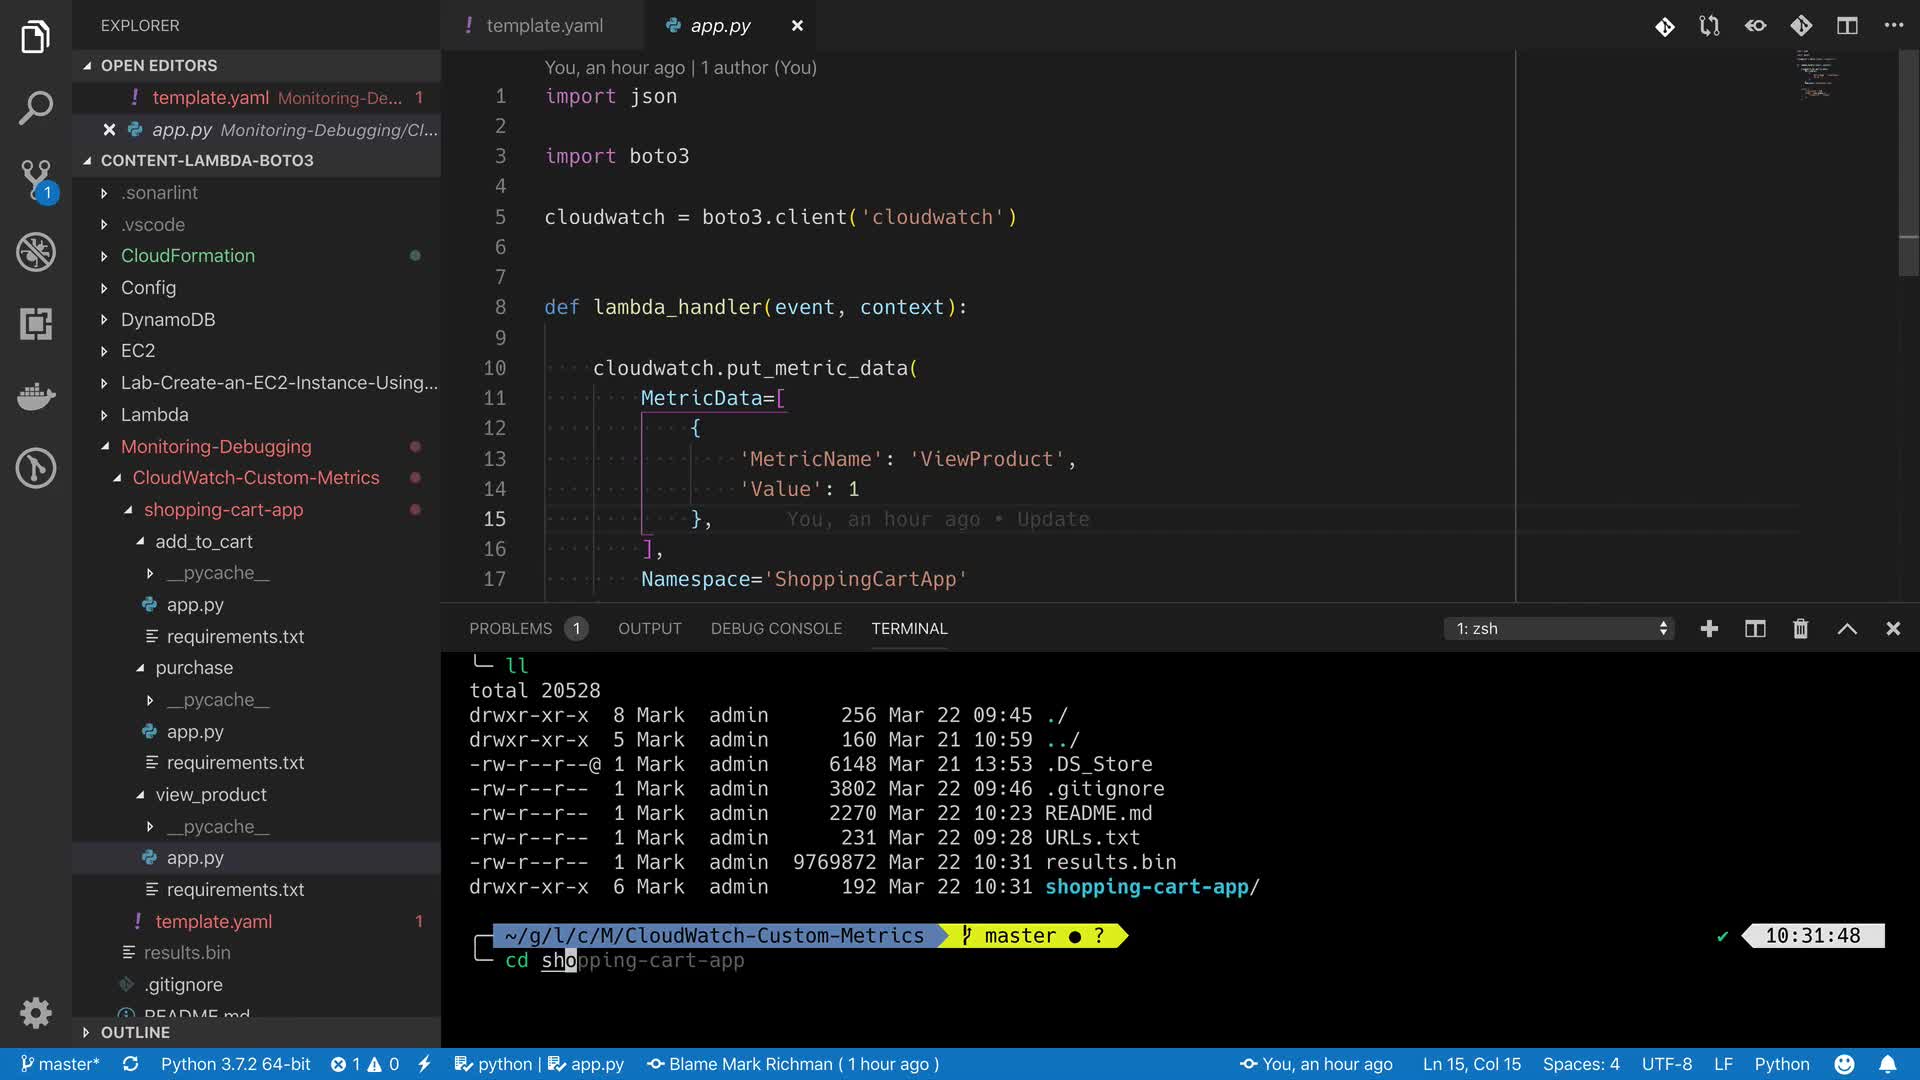 EXPLORER
OPEN EDITORS
! template.yaml Monitoring-De... 1
app.py Monitoring-Debugging/Cl...
CONTENT-LAMBDA-BOTO3
.sonarlint
.vscode
CloudFormation
Config
DynamoDB
EC2
Lab-Create-an-EC2-Instance-Using...
Lambda
Monitoring-Debugging
CloudWatch-Custom-Metrics
shopping-cart-app
add_to_cart
__pycache__
app.py
requirements.txt
purchase
__pycache__
app.py
requirements.txt
view_product
__pycache__
app.py
requirements.txt
! template.yaml 1
results.bin
.gitignore
README.md
OUTLINE
1
! template.yaml
app.py
You, an hour ago | 1 author (You)
1 import json
2
3 import boto3
4
5 cloudwatch = boto3.client('cloudwatch')
6
7
8 def lambda_handler(event, context):
9
10 cloudwatch.put_metric_data(
11 MetricData=[
12 {
13 'MetricName': 'ViewProduct',
14 'Value': 1
15 }, You, an hour ago • Update
16 ],
17 Namespace='ShoppingCartApp'
PROBLEMS 1 OUTPUT DEBUG CONSOLE TERMINAL 1: zsh
ll
total 20528
drwxr-xr-x 8 Mark admin 256 Mar 22 09:45 ./
drwxr-xr-x 5 Mark admin 160 Mar 21 10:59 ../
-rw-r--r--@ 1 Mark admin 6148 Mar 21 13:53 .DS_Store
-rw-r--r-- 1 Mark admin 3802 Mar 22 09:46 .gitignore
-rw-r--r-- 1 Mark admin 2270 Mar 22 10:23 README.md
-rw-r--r-- 1 Mark admin 231 Mar 22 09:28 URLs.txt
-rw-r--r-- 1 Mark admin 9769872 Mar 22 10:31 results.bin
drwxr-xr-x 6 Mark admin 192 Mar 22 10:31 shopping-cart-app/
~/g/l/c/M/CloudWatch-Custom-Metrics master ● ? ✔ 10:31:48
cd shopping-cart-app
master* Python 3.7.2 64-bit 1 0 python | app.py Blame Mark Richman ( 1 hour ago ) You, an hour ago Ln 15, Col 15 Spaces: 4 UTF-8 LF Python